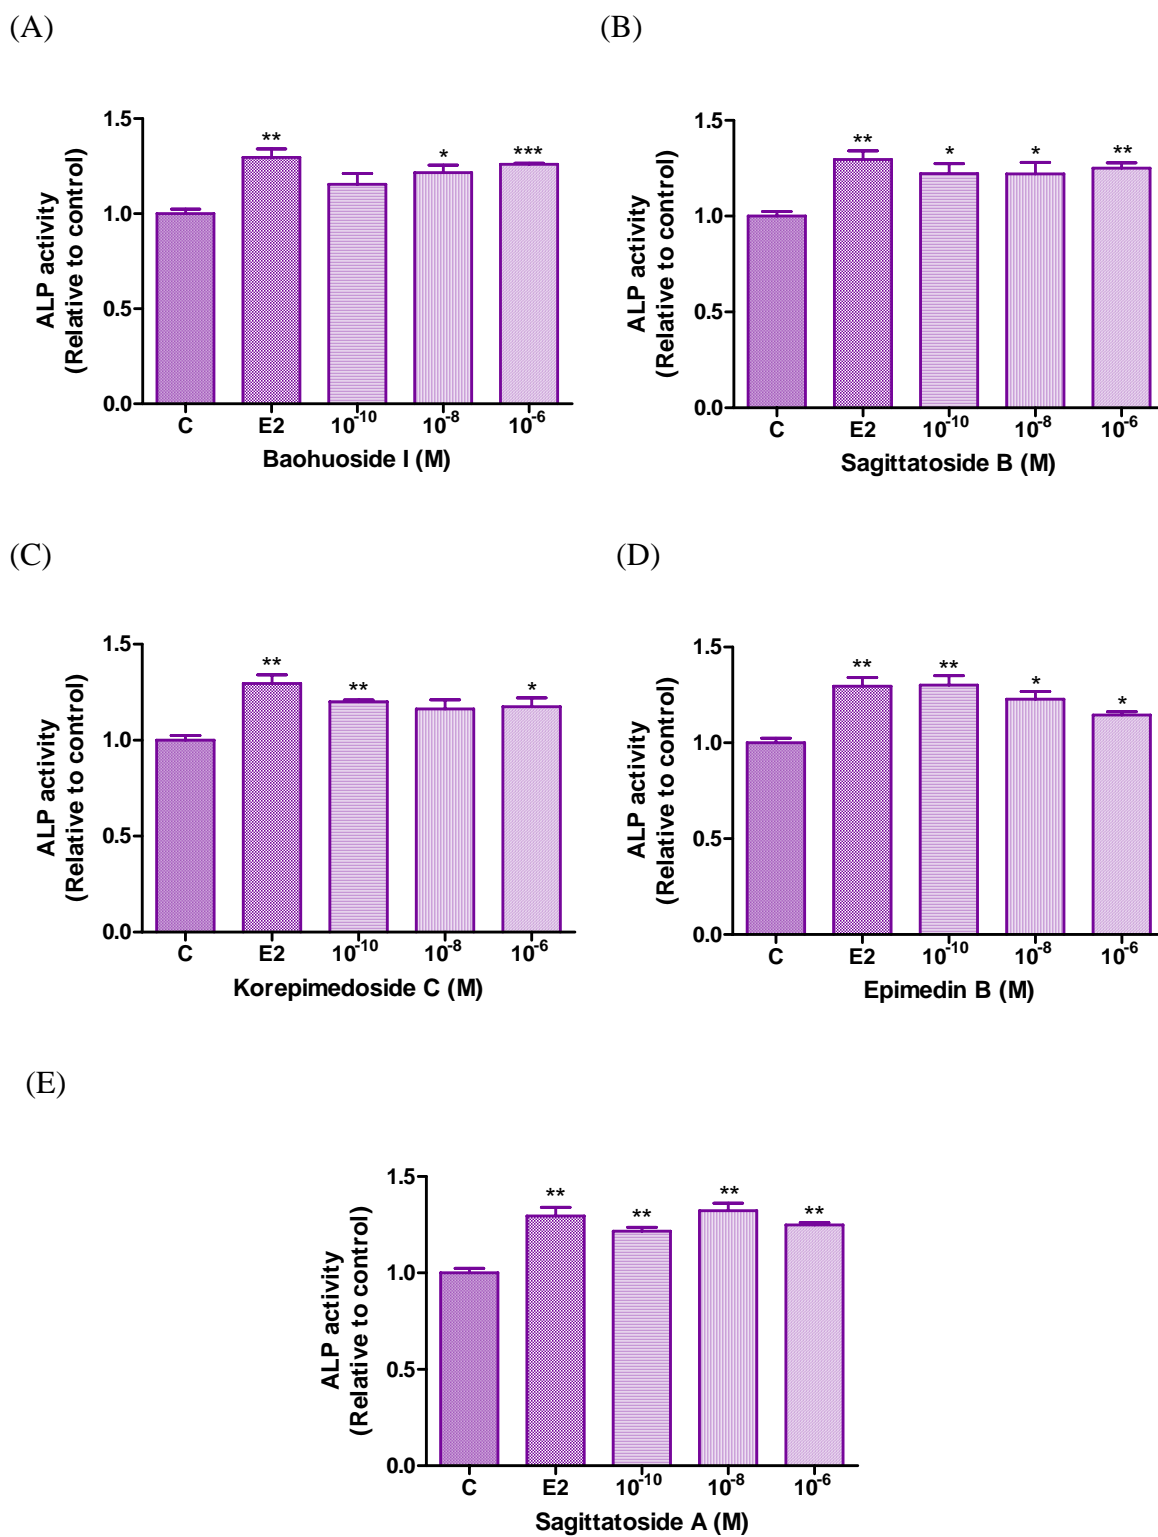 (A)
(B)
ALP activity
(Relative to control)
1.5
1.0
0.5
0.0
**
*
***
C E2 10⁻¹⁰ 10⁻⁸ 10⁻⁶
Baohuoside I (M)
ALP activity
(Relative to control)
1.5
1.0
0.5
0.0
**
*
*
**
C E2 10⁻¹⁰ 10⁻⁸ 10⁻⁶
Sagittatoside B (M)
(C)
(D)
ALP activity
(Relative to control)
1.5
1.0
0.5
0.0
**
**
*
C E2 10⁻¹⁰ 10⁻⁸ 10⁻⁶
Korepimedoside C (M)
ALP activity
(Relative to control)
1.5
1.0
0.5
0.0
**
**
*
*
C E2 10⁻¹⁰ 10⁻⁸ 10⁻⁶
Epimedin B (M)
(E)
ALP activity
(Relative to control)
1.5
1.0
0.5
0.0
**
**
**
**
C E2 10⁻¹⁰ 10⁻⁸ 10⁻⁶
Sagittatoside A (M)